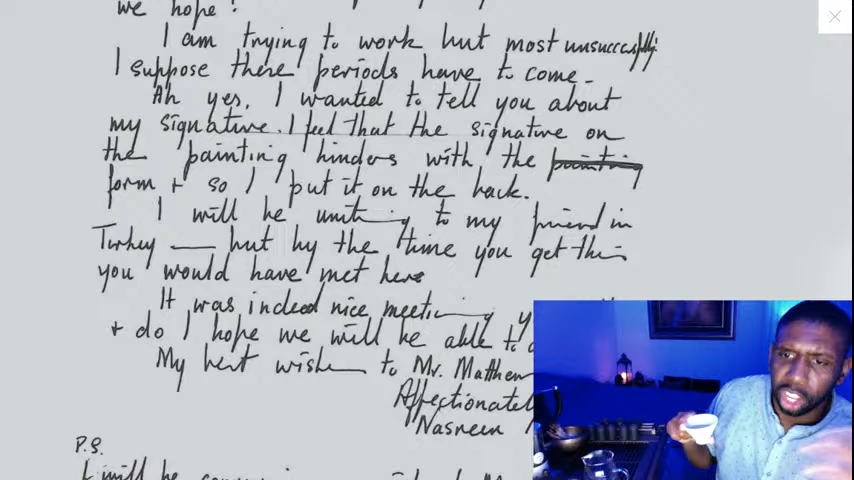 we hope!
I am trying to work but most unsuccessfully.
I suppose these periods have to come –
Ah yes, I wanted to tell you about
my signature. I feel that the signature on
the painting hinders with the painting
form + so I put it on the back.
I will be writing to my friend in
Turkey — but by the time you get this
you would have met her
It was indeed nice meeting
+ do I hope we will be able to
My best wishes to Mr. Matthew
Affectionately
Nasreen
P.S.
I will be